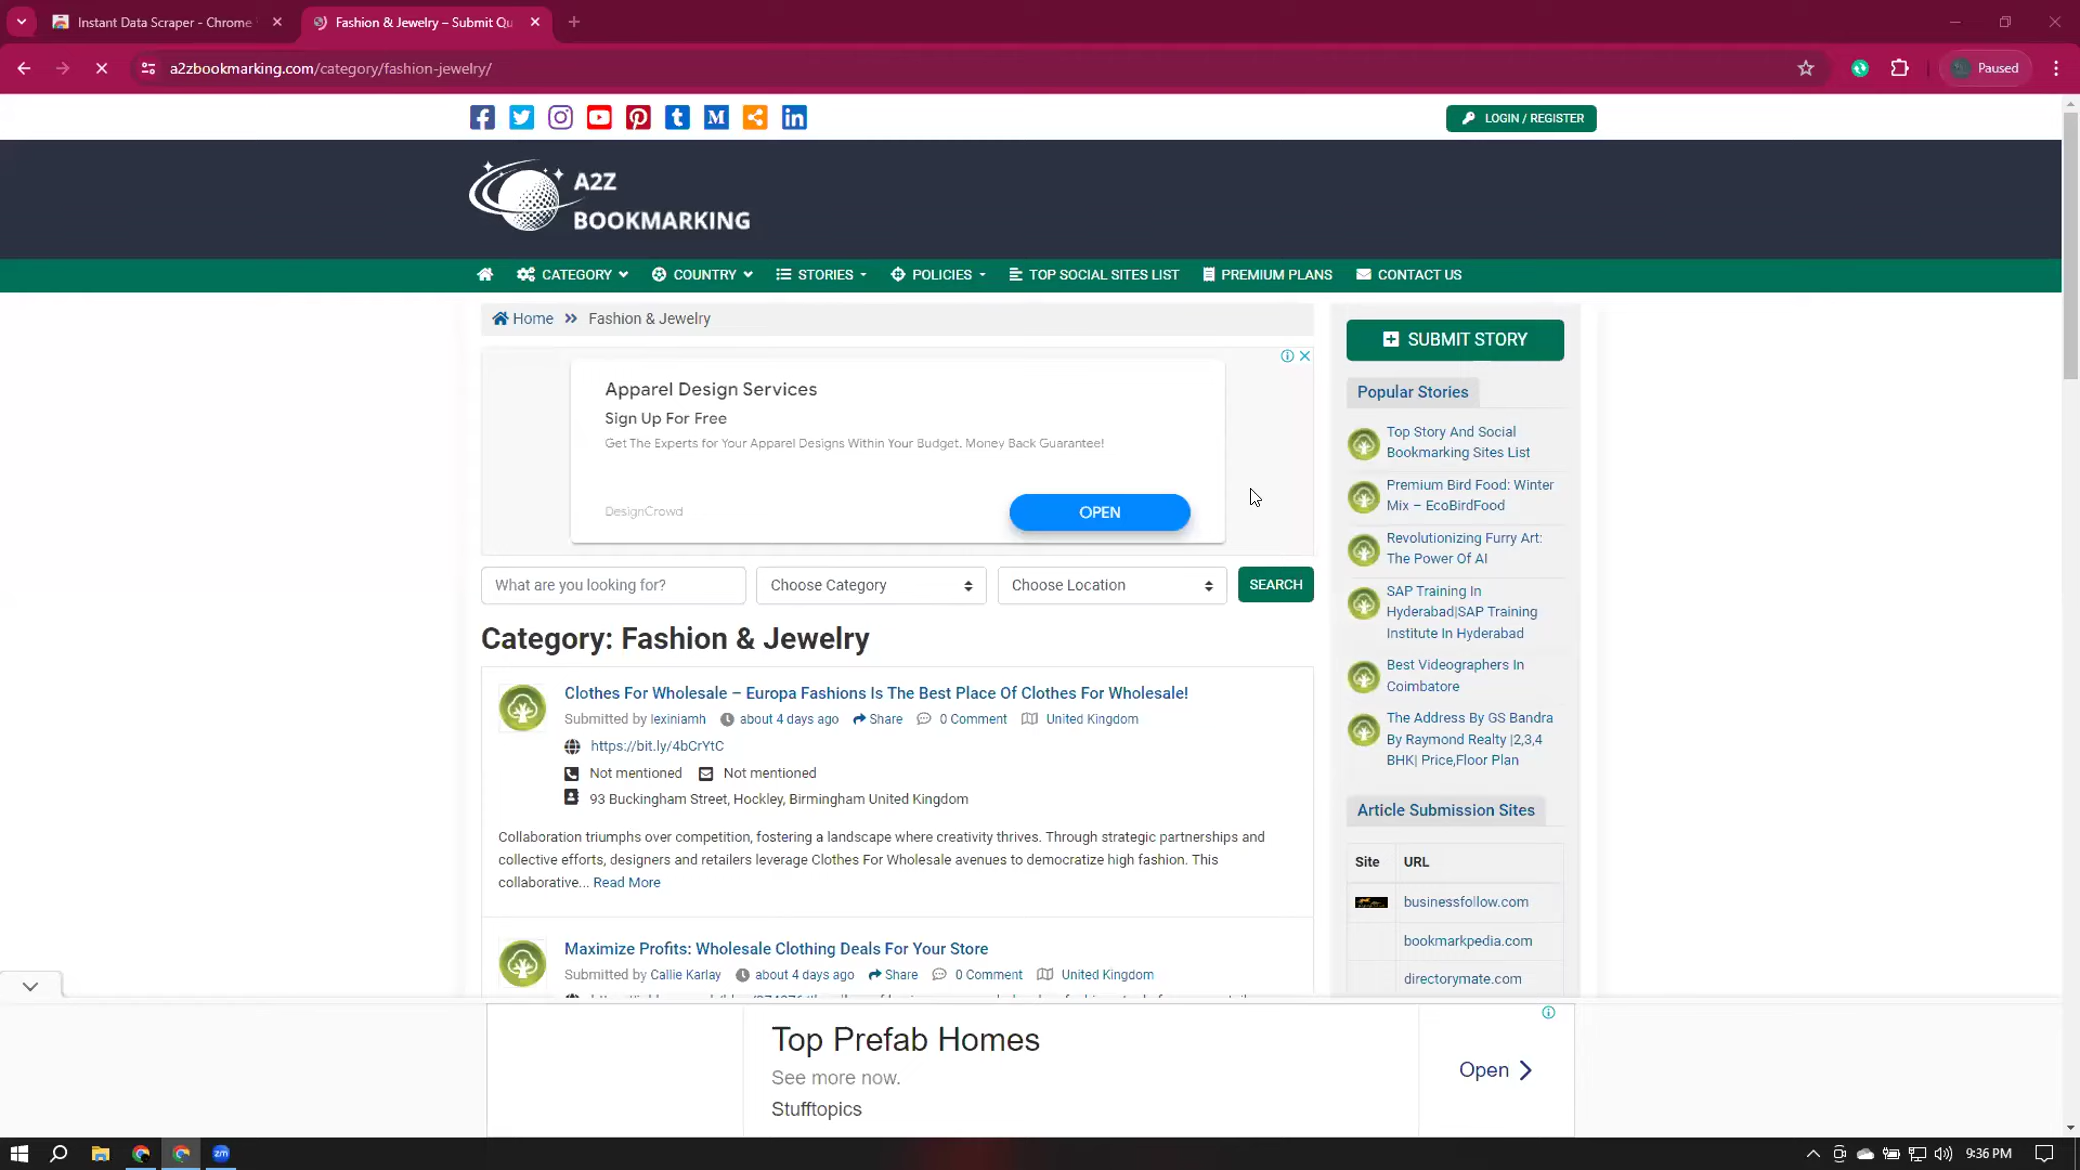 Instant Data Scraper - Chrome
Fashion & Jewelry – Submit Qu
a2zbookmarking.com/category/fashion-jewelry/
Paused
LOGIN / REGISTER
A2Z
BOOKMARKING
CATEGORY
COUNTRY
STORIES
POLICIES
TOP SOCIAL SITES LIST
PREMIUM PLANS
CONTACT US
Home » Fashion & Jewelry
Apparel Design Services
Sign Up For Free
Get The Experts for Your Apparel Designs Within Your Budget. Money Back Guarantee!
DesignCrowd
OPEN
What are you looking for?
Choose Category
Choose Location
SEARCH
Category: Fashion & Jewelry
Clothes For Wholesale – Europa Fashions Is The Best Place Of Clothes For Wholesale!
Submitted by lexiniamh about 4 days ago Share 0 Comment United Kingdom
https://bit.ly/4bCrYtC
Not mentioned Not mentioned
93 Buckingham Street, Hockley, Birmingham United Kingdom
Collaboration triumphs over competition, fostering a landscape where creativity thrives. Through strategic partnerships and
collective efforts, designers and retailers leverage Clothes For Wholesale avenues to democratize high fashion. This
collaborative... Read More
Maximize Profits: Wholesale Clothing Deals For Your Store
Submitted by Callie Karlay about 4 days ago Share 0 Comment United Kingdom
SUBMIT STORY
Popular Stories
Top Story And Social
Bookmarking Sites List
Premium Bird Food: Winter
Mix – EcoBirdFood
Revolutionizing Furry Art:
The Power Of AI
SAP Training In
Hyderabad|SAP Training
Institute In Hyderabad
Best Videographers In
Coimbatore
The Address By GS Bandra
By Raymond Realty |2,3,4
BHK| Price,Floor Plan
Article Submission Sites
Site URL
businessfollow.com
bookmarkpedia.com
directorymate.com
Top Prefab Homes
See more now.
Stufftopics
Open
zm
9:36 PM